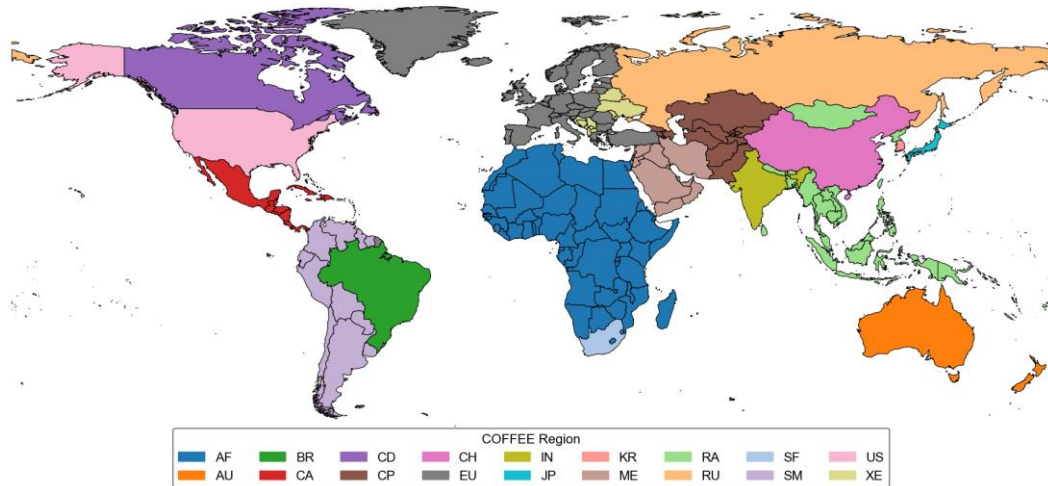 COFFEE Region
AF BR CD CH IN KR RA SF US
AU CA CP EU JP ME RU SM XE